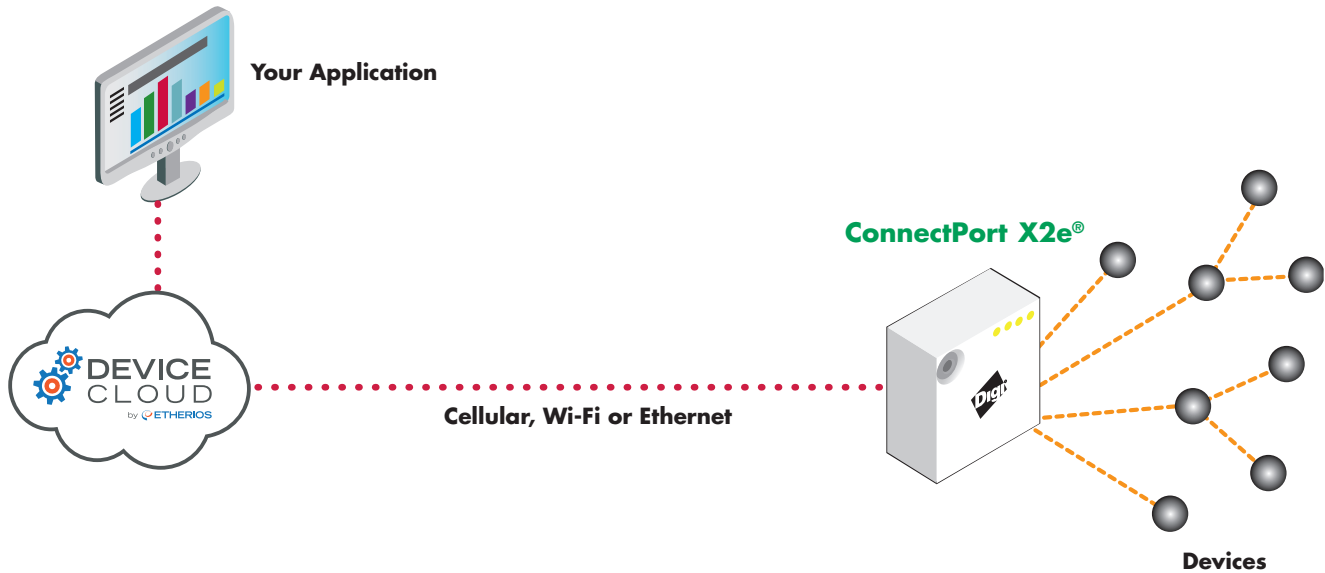 Your Application
ConnectPort X2e®
DEVICE
CLOUD
by ETHERIOS
Cellular, Wi-Fi or Ethernet
Digi
Devices